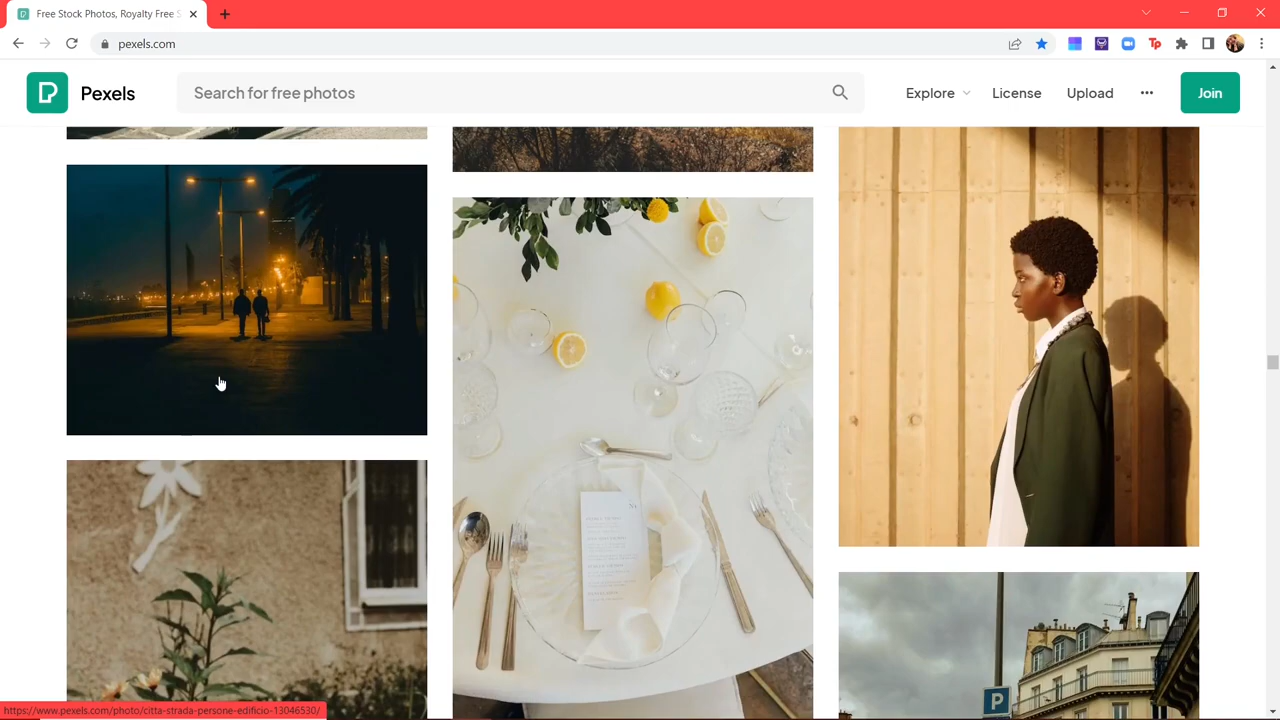 Free Stock Photos, Royalty Free S
pexels.com
Pexels
Search for free photos
Explore
License
Upload
Join
P
https://www.pexels.com/photo/citta-strada-persone-edificio-13046530/